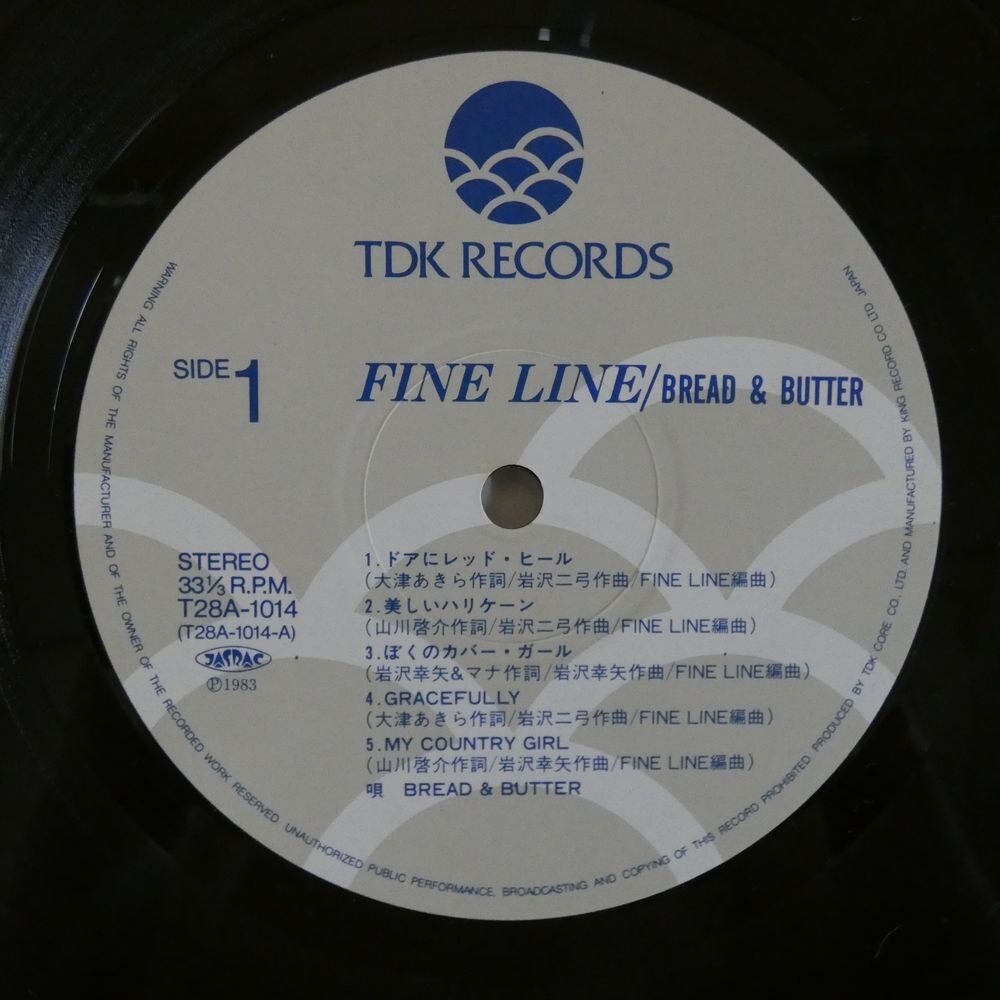 TDK RECORDS
SIDE 1
FINE LINE/BREAD & BUTTER
STEREO
33⅓ R.P.M.
T28A-1014
(T28A-1014-A)
JASRAC
Ⓟ1983
1.ドアにレッド・ヒール
(大津あきら作詞/岩沢二弓作曲/FINE LINE編曲)
2.美しいハリケーン
(山川啓介作詞/岩沢二弓作曲/FINE LINE編曲)
3.ぼくのカバー・ガール
(岩沢幸矢&マナ作詞/岩沢幸矢作曲/FINE LINE編曲)
4.GRACEFULLY
(大津あきら作詞/岩沢二弓作曲/FINE LINE編曲)
5.MY COUNTRY GIRL
(山川啓介作詞/岩沢幸矢作曲/FINE LINE編曲)
唄 BREAD & BUTTER
WARNING ALL RIGHTS OF THE MANUFACTURER AND OF THE OWNER OF THE RECORDED WORK RESERVED. UNAUTHORIZED PUBLIC PERFORMANCE, BROADCASTING AND COPYING OF THIS RECORD PROHIBITED PRODUCED BY TDK CORE CO. LTD. AND MANUFACTURED BY KING RECORD CO LTD JAPAN